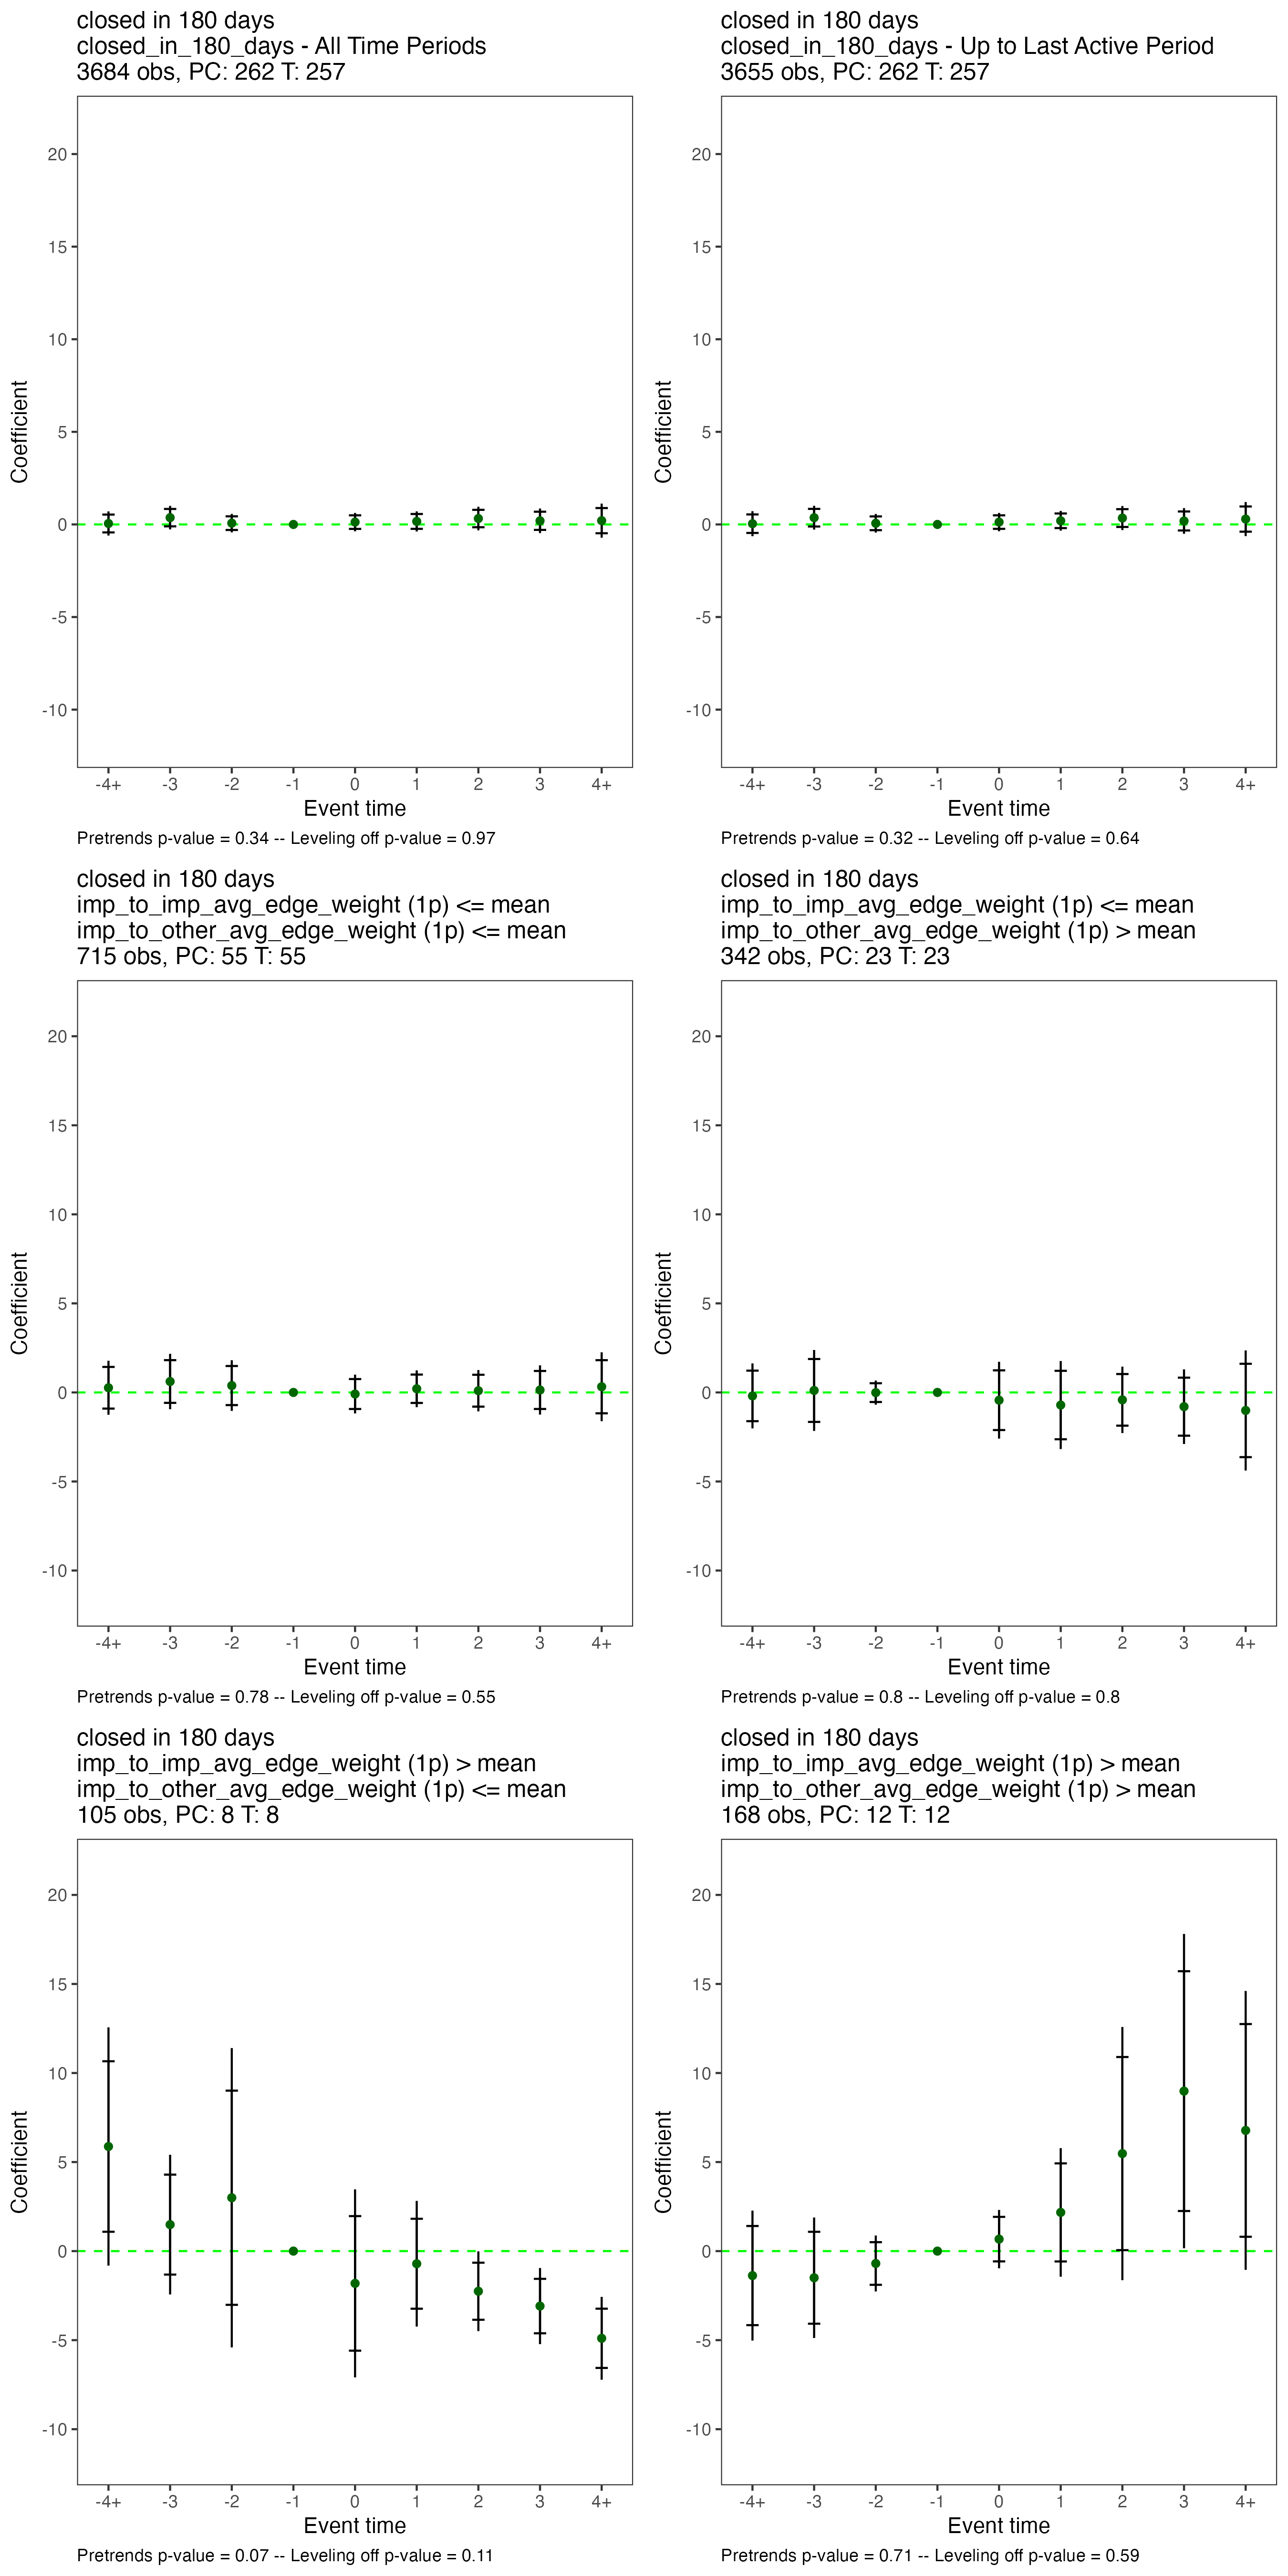 closed in 180 days
closed_in_180_days - All Time Periods
3684 obs, PC: 262 T: 257
20
15
10
5
0
-5
-10
Coefficient
-4+ -3 -2 -1 0 1 2 3 4+
Event time
Pretrends p-value = 0.34 -- Leveling off p-value = 0.97
closed in 180 days
closed_in_180_days - Up to Last Active Period
3655 obs, PC: 262 T: 257
20
15
10
5
0
-5
-10
Coefficient
-4+ -3 -2 -1 0 1 2 3 4+
Event time
Pretrends p-value = 0.32 -- Leveling off p-value = 0.64
closed in 180 days
imp_to_imp_avg_edge_weight (1p) <= mean
imp_to_other_avg_edge_weight (1p) <= mean
715 obs, PC: 55 T: 55
20
15
10
5
0
-5
-10
Coefficient
-4+ -3 -2 -1 0 1 2 3 4+
Event time
Pretrends p-value = 0.78 -- Leveling off p-value = 0.55
closed in 180 days
imp_to_imp_avg_edge_weight (1p) <= mean
imp_to_other_avg_edge_weight (1p) > mean
342 obs, PC: 23 T: 23
20
15
10
5
0
-5
-10
Coefficient
-4+ -3 -2 -1 0 1 2 3 4+
Event time
Pretrends p-value = 0.8 -- Leveling off p-value = 0.8
closed in 180 days
imp_to_imp_avg_edge_weight (1p) > mean
imp_to_other_avg_edge_weight (1p) <= mean
105 obs, PC: 8 T: 8
20
15
10
5
0
-5
-10
Coefficient
-4+ -3 -2 -1 0 1 2 3 4+
Event time
Pretrends p-value = 0.07 -- Leveling off p-value = 0.11
closed in 180 days
imp_to_imp_avg_edge_weight (1p) > mean
imp_to_other_avg_edge_weight (1p) > mean
168 obs, PC: 12 T: 12
20
15
10
5
0
-5
-10
Coefficient
-4+ -3 -2 -1 0 1 2 3 4+
Event time
Pretrends p-value = 0.71 -- Leveling off p-value = 0.59